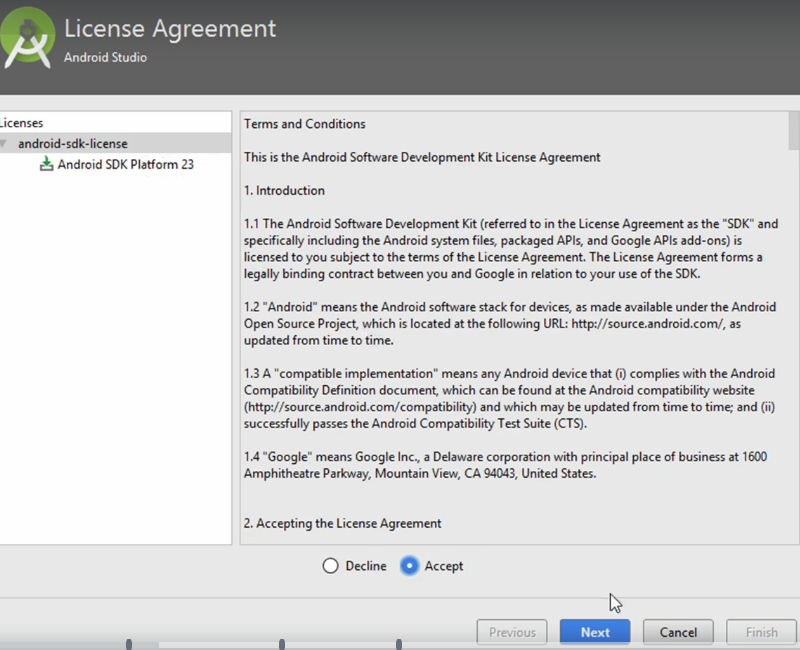 License Agreement
Android Studio
Licenses
android-sdk-license
Android SDK Platform 23
Terms and Conditions
This is the Android Software Development Kit License Agreement
1. Introduction
1.1 The Android Software Development Kit (referred to in the License Agreement as the "SDK" and
specifically including the Android system files, packaged APIs, and Google APIs add-ons) is
licensed to you subject to the terms of the License Agreement. The License Agreement forms a
legally binding contract between you and Google in relation to your use of the SDK.
1.2 "Android" means the Android software stack for devices, as made available under the Android
Open Source Project, which is located at the following URL: http://source.android.com/, as
updated from time to time.
1.3 A "compatible implementation" means any Android device that (i) complies with the Android
Compatibility Definition document, which can be found at the Android compatibility website
(http://source.android.com/compatibility) and which may be updated from time to time; and (ii)
successfully passes the Android Compatibility Test Suite (CTS).
1.4 "Google" means Google Inc., a Delaware corporation with principal place of business at 1600
Amphitheatre Parkway, Mountain View, CA 94043, United States.
2. Accepting the License Agreement
Decline Accept
Previous Next Cancel Finish